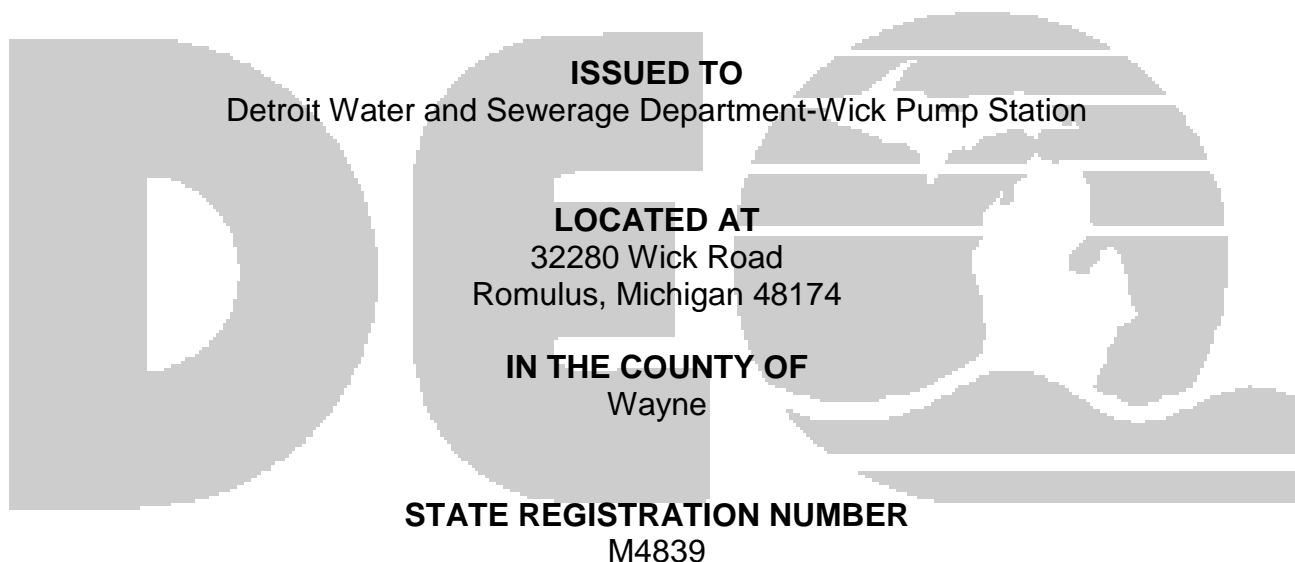 DEQ
ISSUED TO
Detroit Water and Sewerage Department-Wick Pump Station
LOCATED AT
32280 Wick Road
Romulus, Michigan 48174
IN THE COUNTY OF
Wayne
STATE REGISTRATION NUMBER
M4839